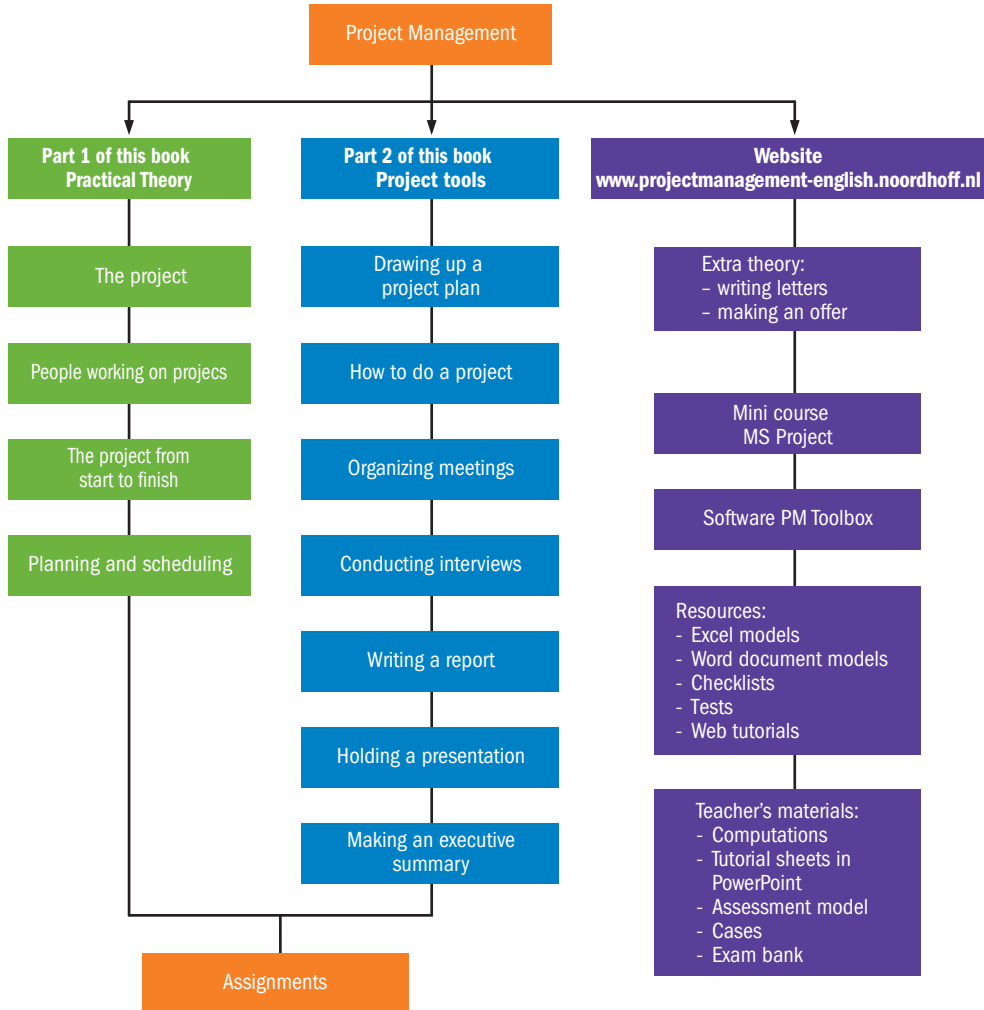 Project Management
Part 1 of this book
Practical Theory
The project
People working on projecs
The project from
start to finish
Planning and scheduling
Part 2 of this book
Project tools
Drawing up a
project plan
How to do a project
Organizing meetings
Conducting interviews
Writing a report
Holding a presentation
Making an executive
summary
Assignments
Website
www.projectmanagement-english.noordhoff.nl
Extra theory:
– writing letters
– making an offer
Mini course
MS Project
Software PM Toolbox
Resources:
- Excel models
- Word document models
- Checklists
- Tests
- Web tutorials
Teacher’s materials:
- Computations
- Tutorial sheets in
PowerPoint
- Assessment model
- Cases
- Exam bank